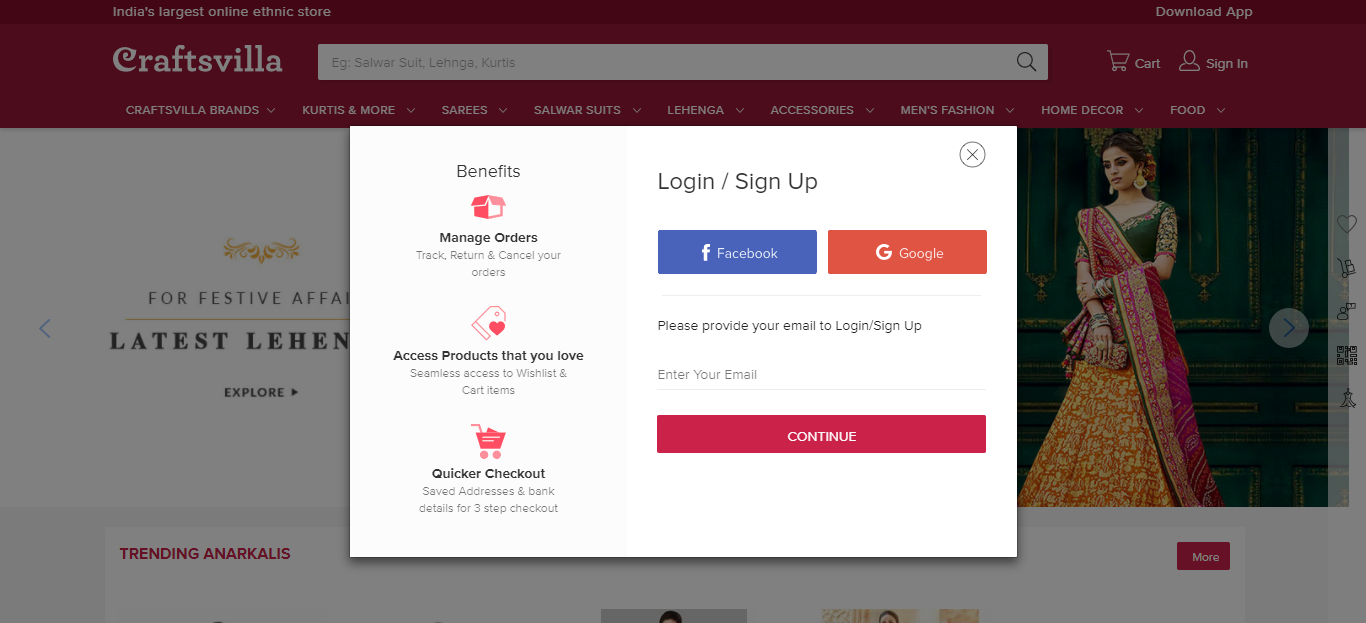 India's largest online ethnic store
Download App
Craftsvilla
Eg: Salwar Suit, Lehnga, Kurtis
Cart
Sign In
CRAFTSVILLA BRANDS
KURTIS & MORE
SAREES
SALWAR SUITS
LEHENGA
ACCESSORIES
MEN'S FASHION
HOME DECOR
FOOD
FOR FESTIVE AFFAI
LATEST LEHEN
EXPLORE
Benefits
Manage Orders
Track, Return & Cancel your
orders
Access Products that you love
Seamless access to Wishlist &
Cart items
Quicker Checkout
Saved Addresses & bank
details for 3 step checkout
Login / Sign Up
Facebook
Google
Please provide your email to Login/Sign Up
Enter Your Email
CONTINUE
TRENDING ANARKALIS
More